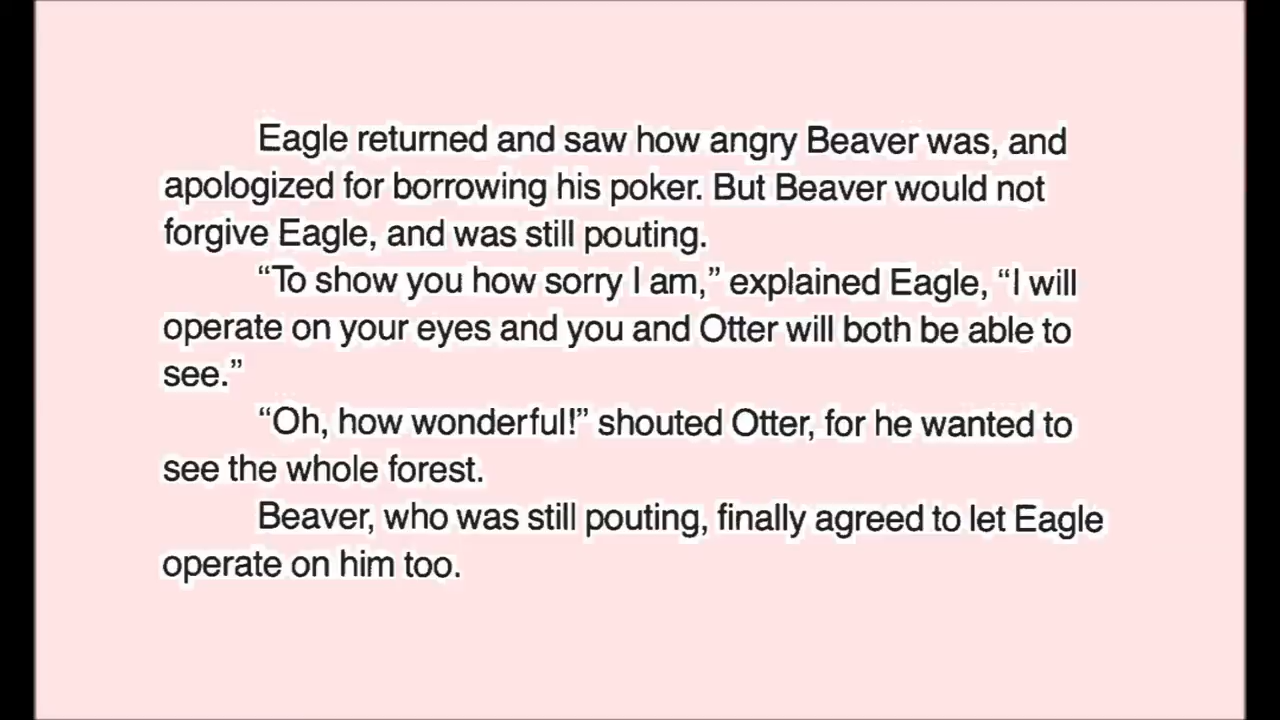 Eagle returned and saw how angry Beaver was, and
apologized for borrowing his poker. But Beaver would not
forgive Eagle, and was still pouting.
“To show you how sorry I am,” explained Eagle, “I will
operate on your eyes and you and Otter will both be able to
see.”
“Oh, how wonderful!” shouted Otter, for he wanted to
see the whole forest.
Beaver, who was still pouting, finally agreed to let Eagle
operate on him too.